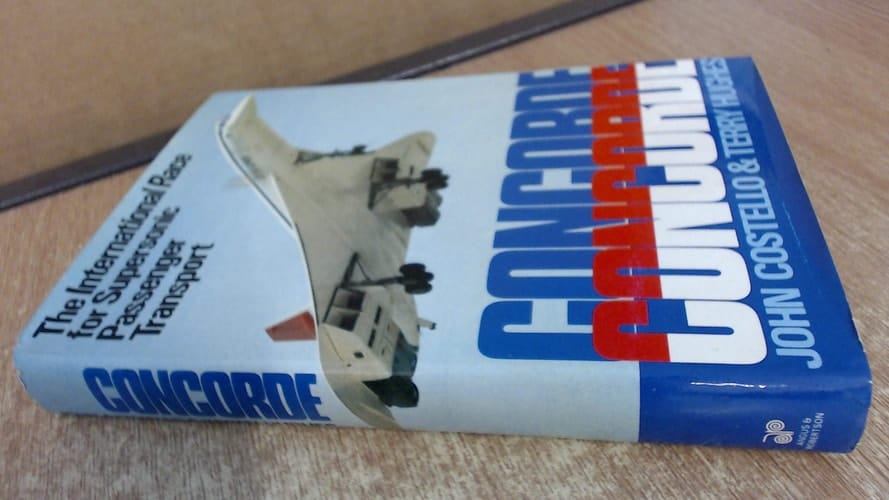 CONCORDE
CONCORDE
JOHN COSTELLO & TERRY HUGHES
The International Race
for Supersonic
Passenger
Transport
CONCORDE
ANGUS &
ROBERTSON